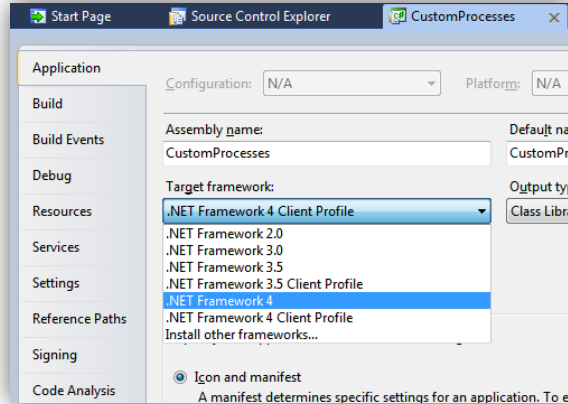 Start Page Source Control Explorer CustomProcesses
Application
Configuration: N/A Platform: N/A
Build
Assembly name:
CustomProcesses
CustomPr
Build Events
Debug
Target framework:
Resources
.NET Framework 4 Client Profile
Class Libra
.NET Framework 2.0
.NET Framework 3.0
Services
.NET Framework 3.5
.NET Framework 3.5 Client Profile
Settings
.NET Framework 4
.NET Framework 4 Client Profile
Reference Paths
Install other frameworks...
Signing
Icon and manifest
Code Analysis
A manifest determines specific settings for an application. To